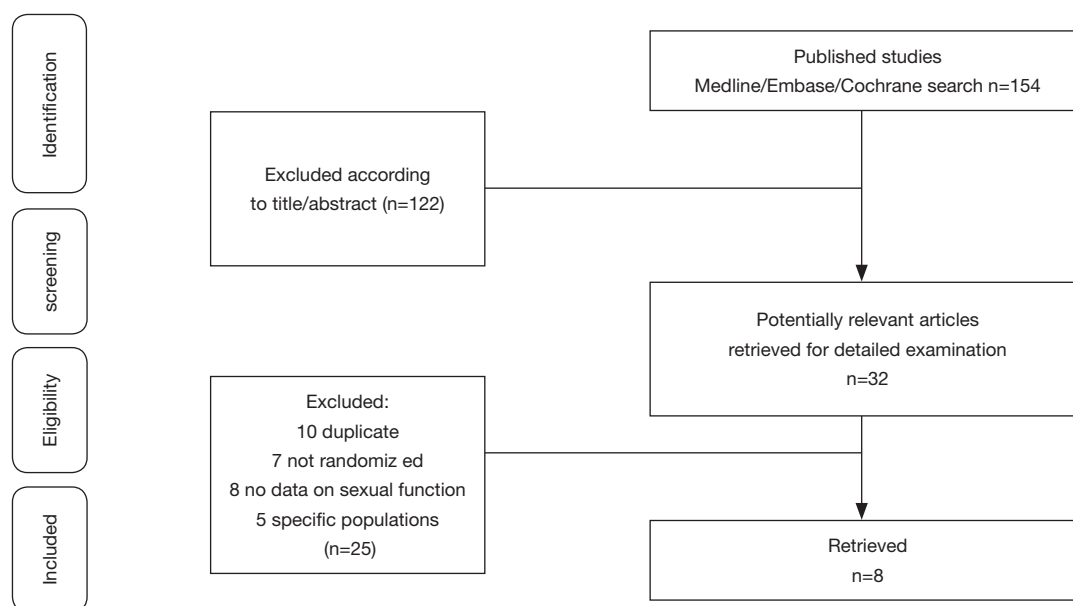 Identification
Published studies
Medline/Embase/Cochrane search n=154
Excluded according
to title/abstract (n=122)
screening
Potentially relevant articles
retrieved for detailed examination
n=32
Eligibility
Excluded:
10 duplicate
7 not randomiz ed
8 no data on sexual function
5 specific populations
(n=25)
Included
Retrieved
n=8